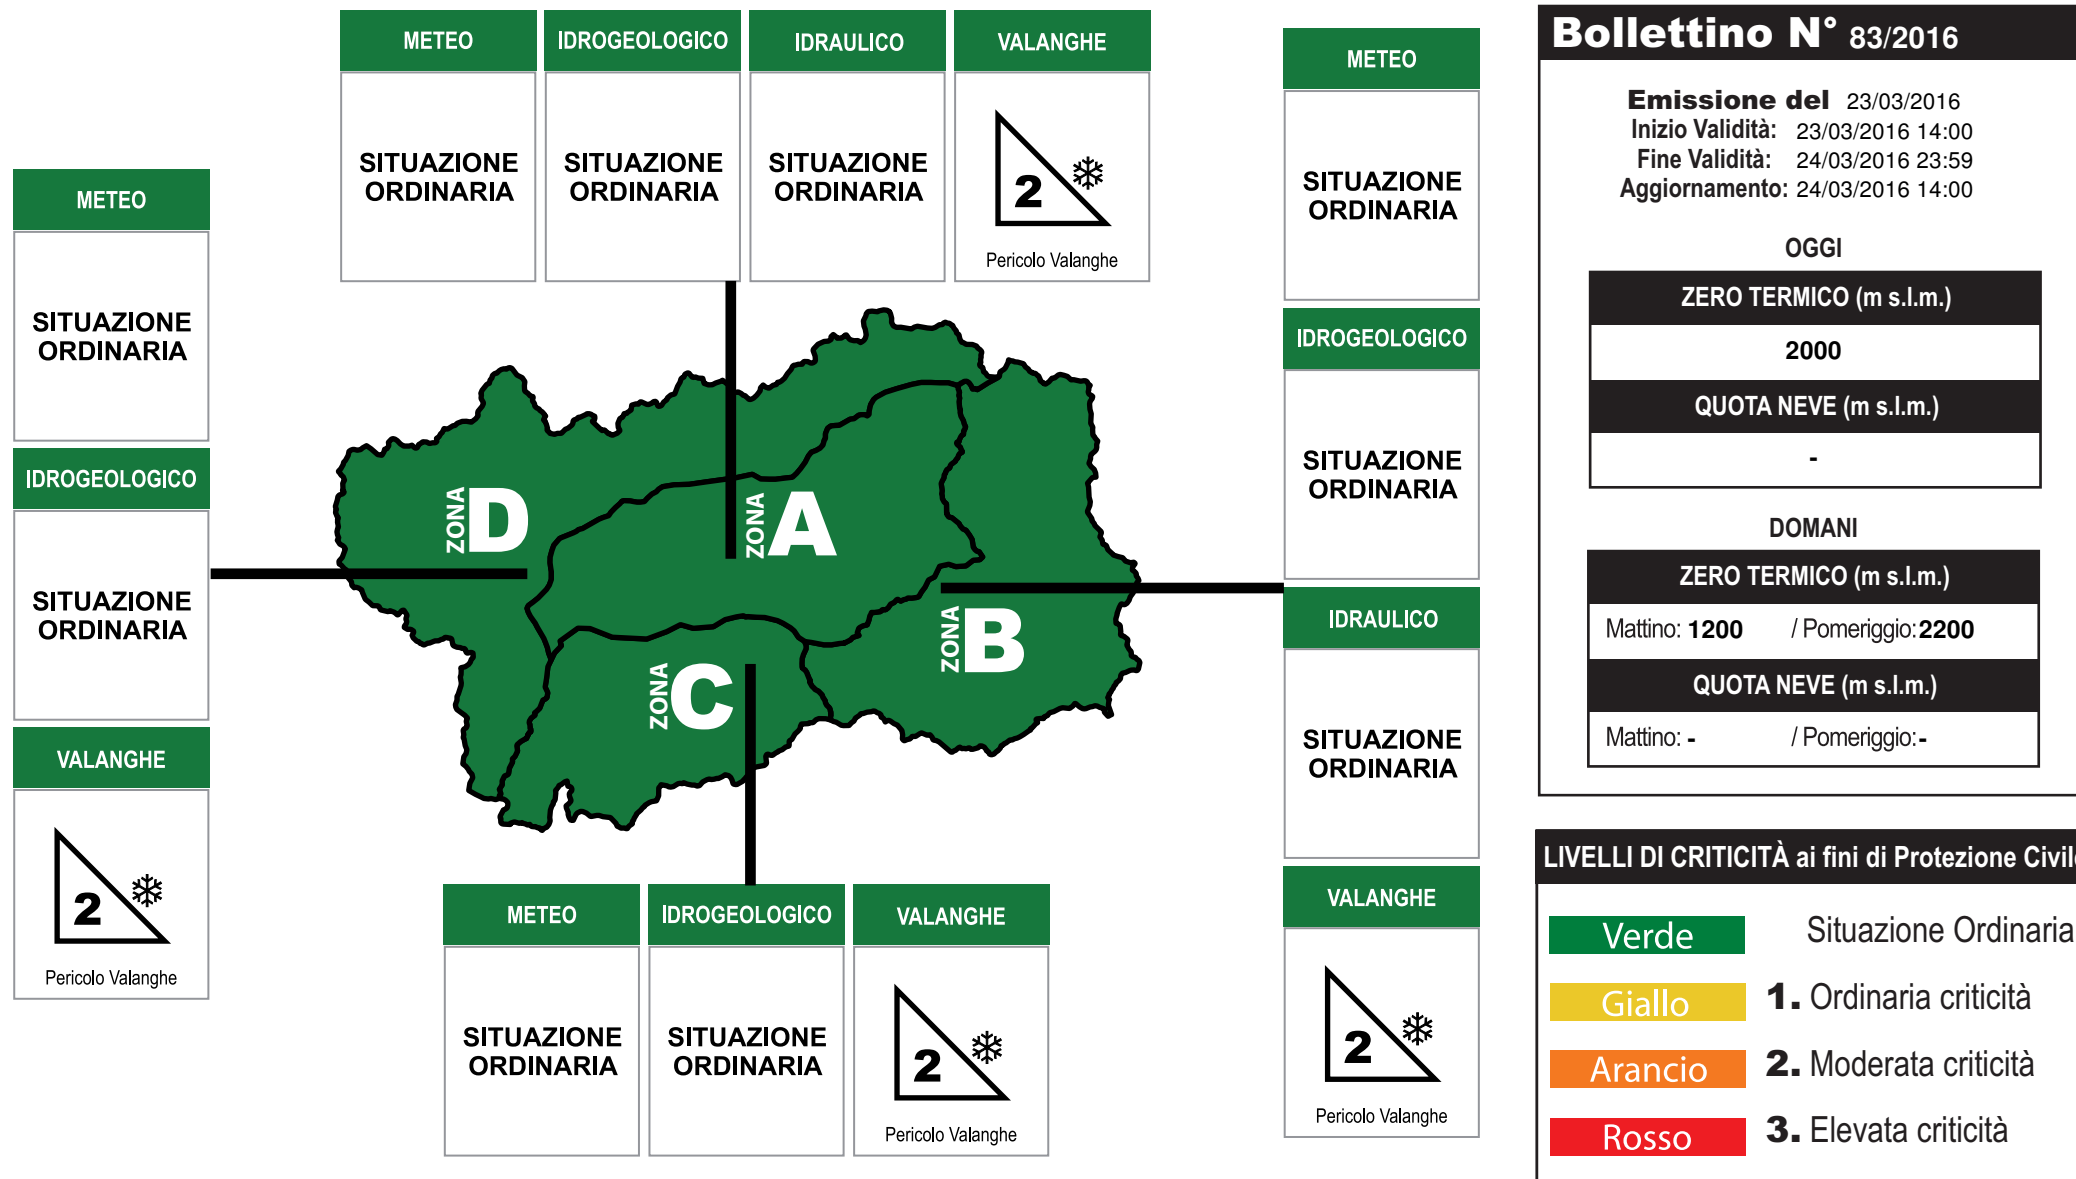 METEO
IDROGEOLOGICO
IDRAULICO
VALANGHE
SITUAZIONE
ORDINARIA
SITUAZIONE
ORDINARIA
SITUAZIONE
ORDINARIA
2
Pericolo Valanghe
METEO
SITUAZIONE
ORDINARIA
IDROGEOLOGICO
SITUAZIONE
ORDINARIA
VALANGHE
2
Pericolo Valanghe
ZONA D
ZONA A
ZONA B
ZONA C
METEO
SITUAZIONE
ORDINARIA
IDROGEOLOGICO
SITUAZIONE
ORDINARIA
IDRAULICO
SITUAZIONE
ORDINARIA
VALANGHE
2
Pericolo Valanghe
METEO
IDROGEOLOGICO
VALANGHE
SITUAZIONE
ORDINARIA
SITUAZIONE
ORDINARIA
2
Pericolo Valanghe
Bollettino N° 83/2016
Emissione del 23/03/2016
Inizio Validità: 23/03/2016 14:00
Fine Validità: 24/03/2016 23:59
Aggiornamento: 24/03/2016 14:00
OGGI
ZERO TERMICO (m s.l.m.)
2000
QUOTA NEVE (m s.l.m.)
-
DOMANI
ZERO TERMICO (m s.l.m.)
Mattino: 1200 / Pomeriggio: 2200
QUOTA NEVE (m s.l.m.)
Mattino: - / Pomeriggio: -
LIVELLI DI CRITICITÀ ai fini di Protezione Civile
Verde Situazione Ordinaria
Giallo 1. Ordinaria criticità
Arancio 2. Moderata criticità
Rosso 3. Elevata criticità